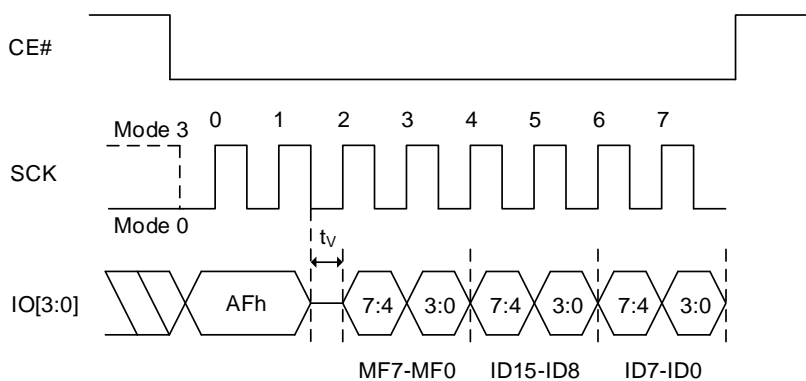 CE#
0 1 2 3 4 5 6 7
Mode 3
SCK
Mode 0
tV
IO[3:0] AFh 7:4 3:0 7:4 3:0 7:4 3:0
MF7-MF0 ID15-ID8 ID7-ID0